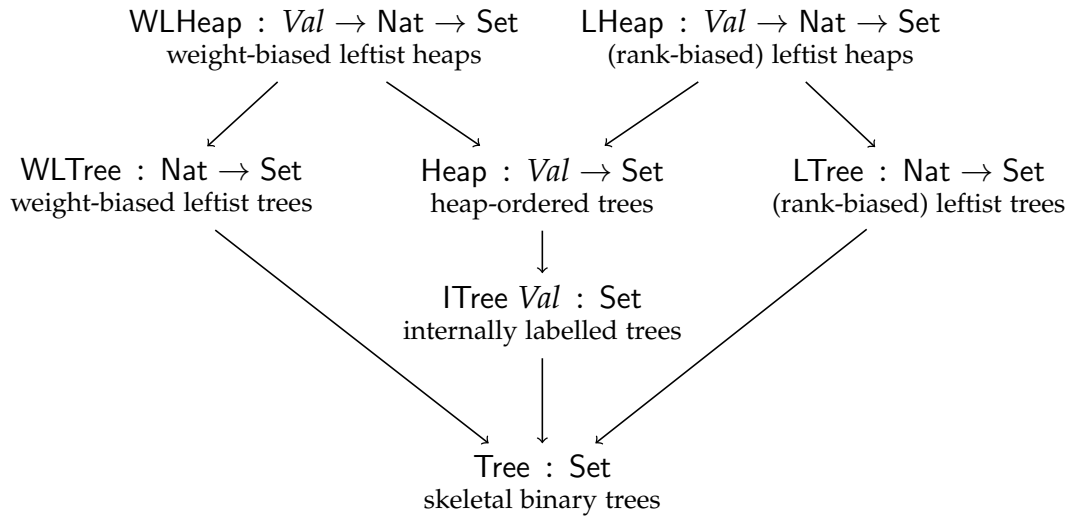 WLHeap : Val → Nat → Set
weight-biased leftist heaps
LHeap : Val → Nat → Set
(rank-biased) leftist heaps
WLTree : Nat → Set
weight-biased leftist trees
Heap : Val → Set
heap-ordered trees
LTree : Nat → Set
(rank-biased) leftist trees
ITree Val : Set
internally labelled trees
Tree : Set
skeletal binary trees